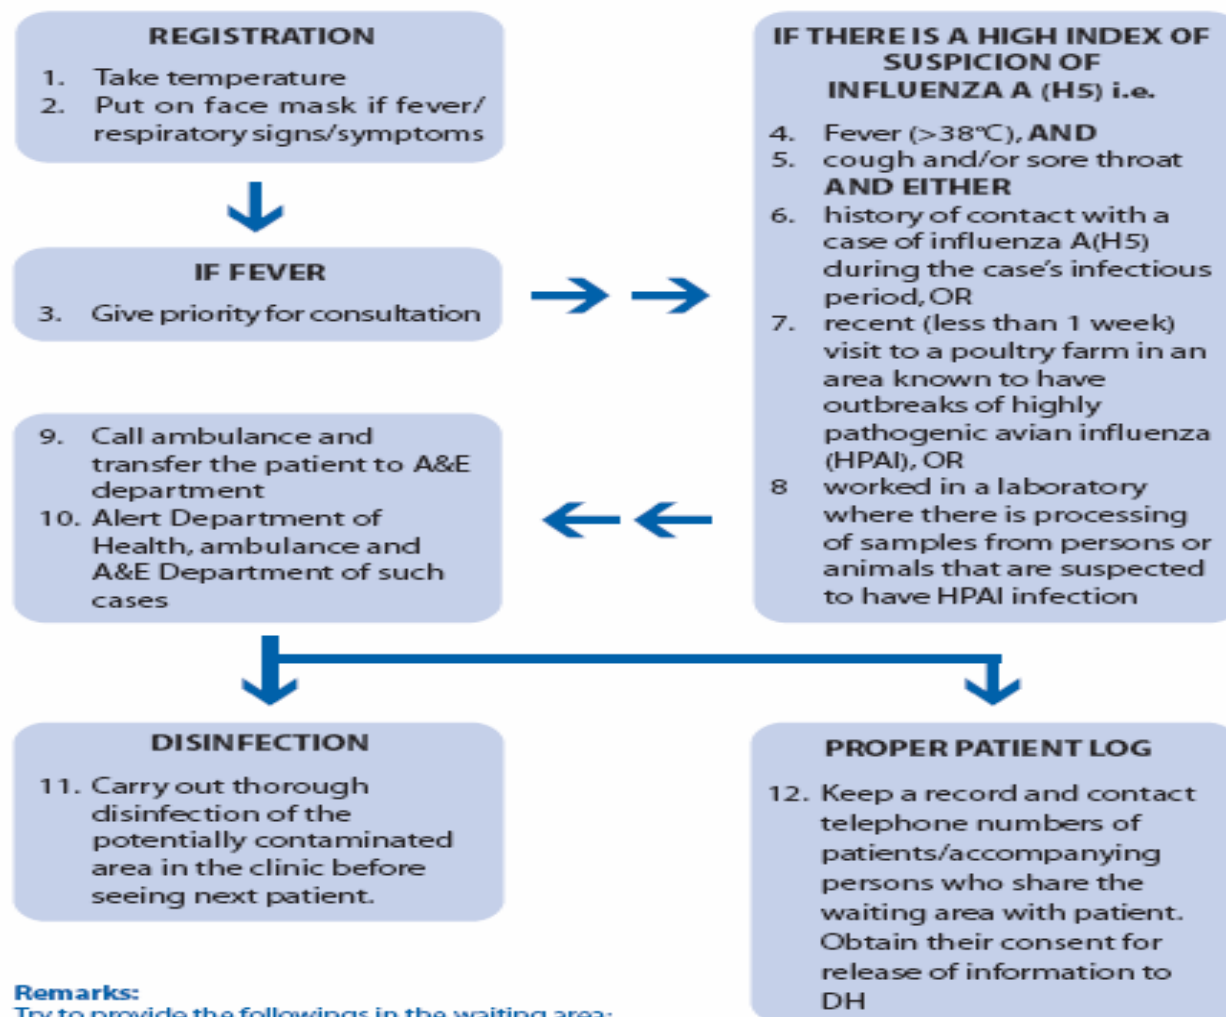 REGISTRATION
1. Take temperature
2. Put on face mask if fever/
respiratory signs/symptoms
IF FEVER
3. Give priority for consultation
IF THERE IS A HIGH INDEX OF
SUSPICION OF
INFLUENZA A (H5) i.e.
4. Fever (>38°C), AND
5. cough and/or sore throat
AND EITHER
6. history of contact with a
case of influenza A(H5)
during the case's infectious
period, OR
7. recent (less than 1 week)
visit to a poultry farm in an
area known to have
outbreaks of highly
pathogenic avian influenza
(HPAI), OR
8 worked in a laboratory
where there is processing
of samples from persons or
animals that are suspected
to have HPAI infection
9. Call ambulance and
transfer the patient to A&E
department
10. Alert Department of
Health, ambulance and
A&E Department of such
cases
DISINFECTION
11. Carry out thorough
disinfection of the
potentially contaminated
area in the clinic before
seeing next patient.
PROPER PATIENT LOG
12. Keep a record and contact
telephone numbers of
patients/accompanying
persons who share the
waiting area with patient.
Obtain their consent for
release of information to
DH
Remarks:
Try to provide the followings in the waiting area: